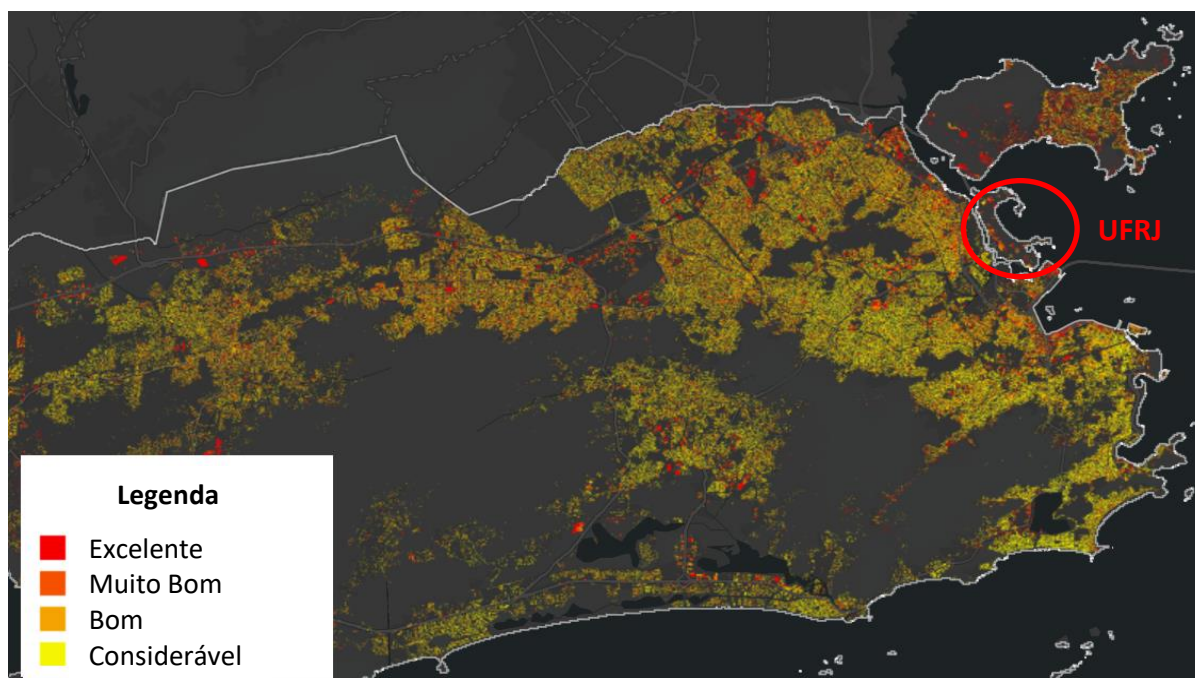 UFRJ
Legenda
Excelente
Muito Bom
Bom
Considerável